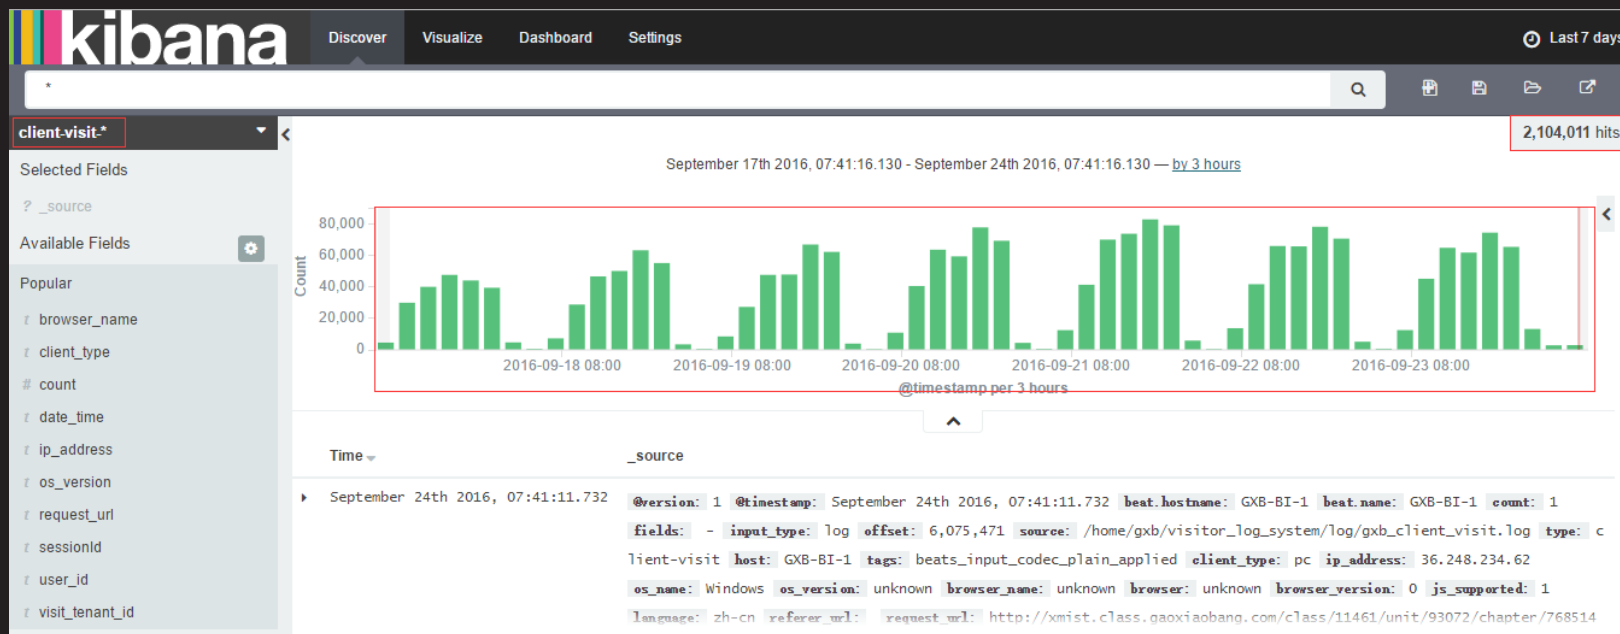 kibana
Discover Visualize Dashboard Settings Last 7 days
*
client-visit-*
2,104,011 hits
Selected Fields
? _source
Available Fields
Popular
t browser_name
t client_type
# count
t date_time
t ip_address
t os_version
t request_url
t sessionId
t user_id
t visit_tenant_id
September 17th 2016, 07:41:16.130 - September 24th 2016, 07:41:16.130 — by 3 hours
Count
80,000
60,000
40,000
20,000
0
2016-09-18 08:00 2016-09-19 08:00 2016-09-20 08:00 2016-09-21 08:00 2016-09-22 08:00 2016-09-23 08:00
@timestamp per 3 hours
Time _source
September 24th 2016, 07:41:11.732 @version: 1 @timestamp: September 24th 2016, 07:41:11.732 beat.hostname: GXB-BI-1 beat.name: GXB-BI-1 count: 1
fields: - input_type: log offset: 6,075,471 source: /home/gxb/visitor_log_system/log/gxb_client_visit.log type: c
lient-visit host: GXB-BI-1 tags: beats_input_codec_plain_applied client_type: pc ip_address: 36.248.234.62
os_name: Windows os_version: unknown browser_name: unknown browser: unknown browser_version: 0 js_supported: 1
language: zh-cn referer_url: request_url: http://xmist.class.gaoxiaobang.com/class/11461/unit/93072/chapter/768514